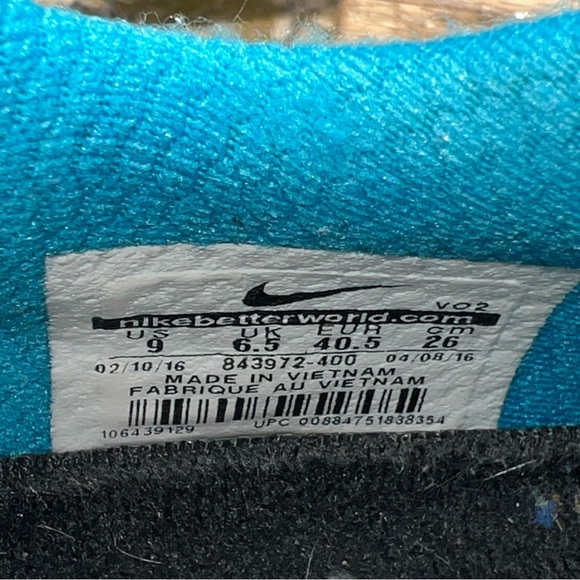 VO2
nikebetterworld.com
US UK EUR cm
9 6.5 40.5 26
02/10/16 843972-400 04/08/16
MADE IN VIETNAM
FABRIQUE AU VIETNAM
106439129 UPC 00884751838354